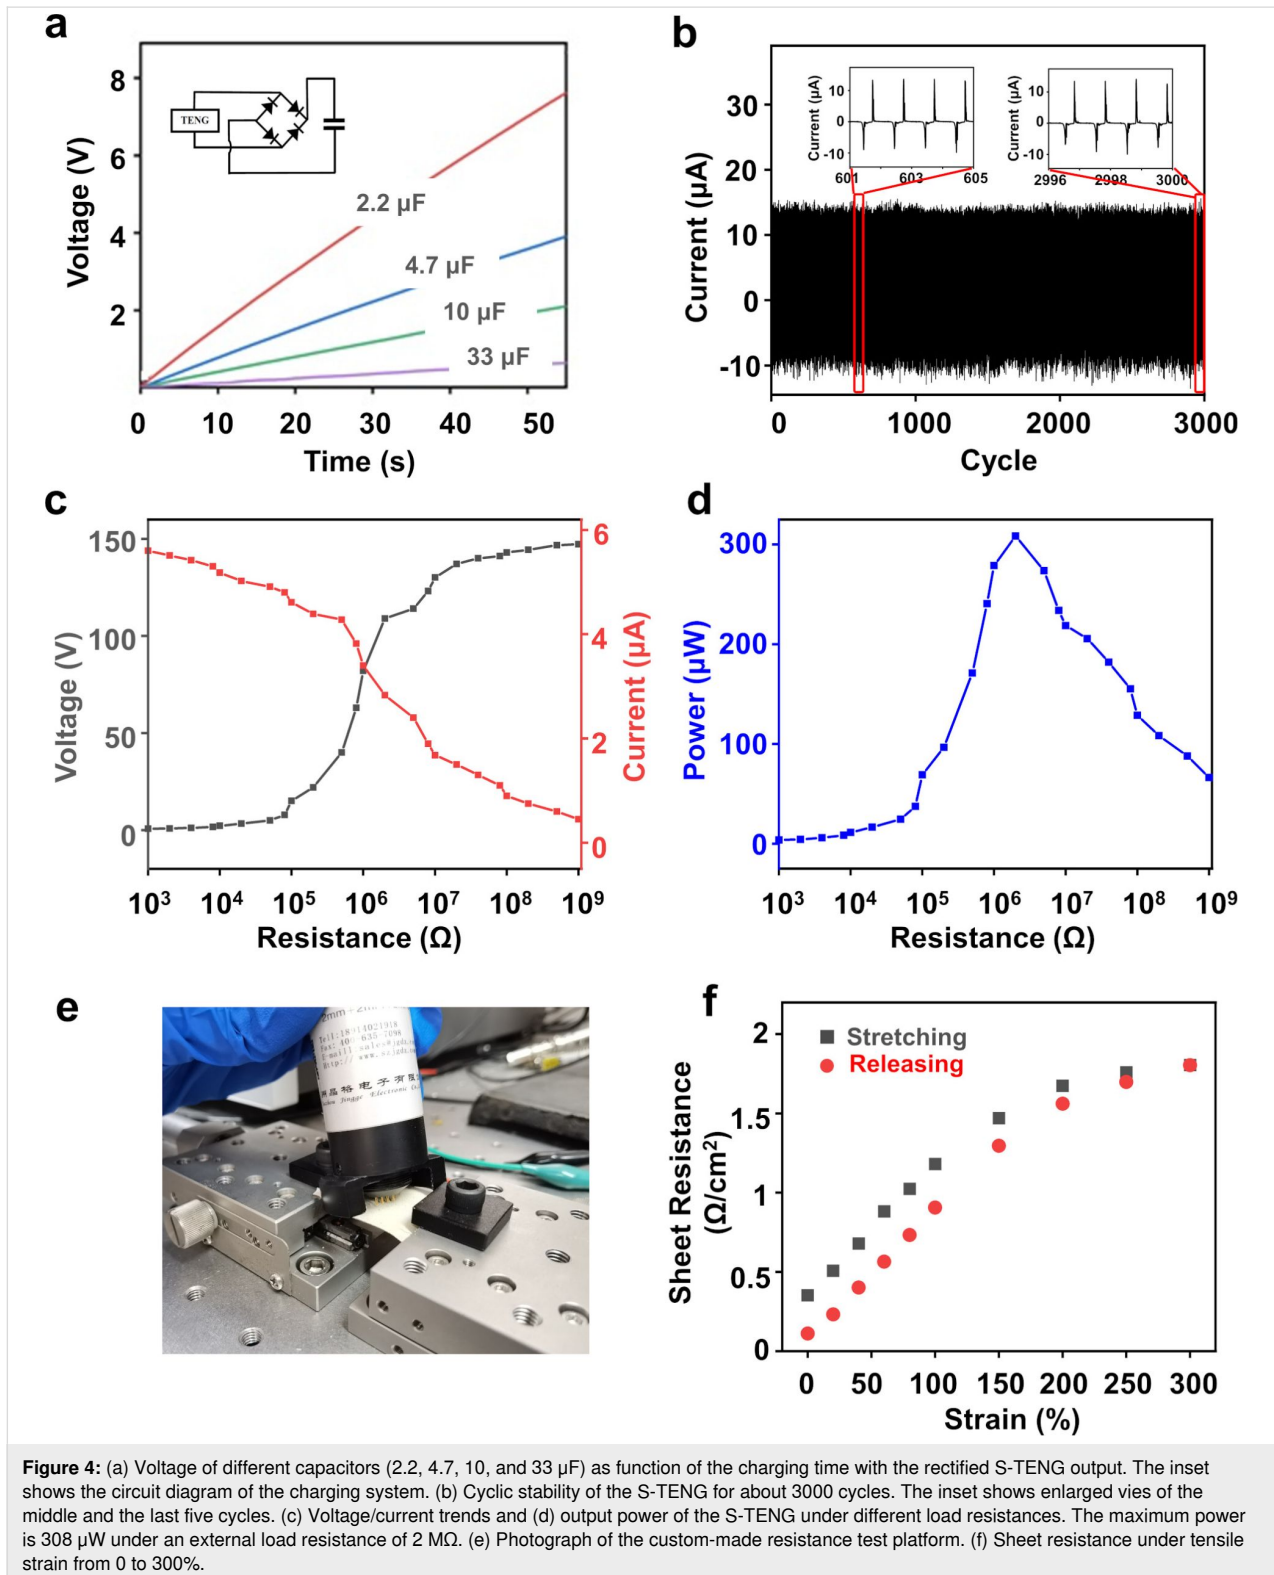 a
Voltage (V)
8
6
4
2
0
10
20
30
40
50
Time (s)
TENG
2.2 µF
4.7 µF
10 µF
33 µF
b
Current (µA)
30
20
10
0
-10
0
1000
2000
3000
Cycle
Current (µA)
10
0
-10
601
603
605
Current (µA)
10
0
-10
2996
2998
3000
c
Voltage (V)
150
100
50
0
Current (µA)
6
4
2
0
10³
10⁴
10⁵
10⁶
10⁷
10⁸
10⁹
Resistance (Ω)
d
Power (µW)
300
200
100
0
10³
10⁴
10⁵
10⁶
10⁷
10⁸
10⁹
Resistance (Ω)
e
Http:// www.
电子有
Electronic
f
Sheet Resistance
(Ω/cm²)
2
1.5
1
0.5
0
Stretching
Releasing
0
50
100
150
200
250
300
Strain (%)
Figure 4: (a) Voltage of different capacitors (2.2, 4.7, 10, and 33 µF) as function of the charging time with the rectified S-TENG output. The inset
shows the circuit diagram of the charging system. (b) Cyclic stability of the S-TENG for about 3000 cycles. The inset shows enlarged vies of the
middle and the last five cycles. (c) Voltage/current trends and (d) output power of the S-TENG under different load resistances. The maximum power
is 308 µW under an external load resistance of 2 MΩ. (e) Photograph of the custom-made resistance test platform. (f) Sheet resistance under tensile
strain from 0 to 300%.